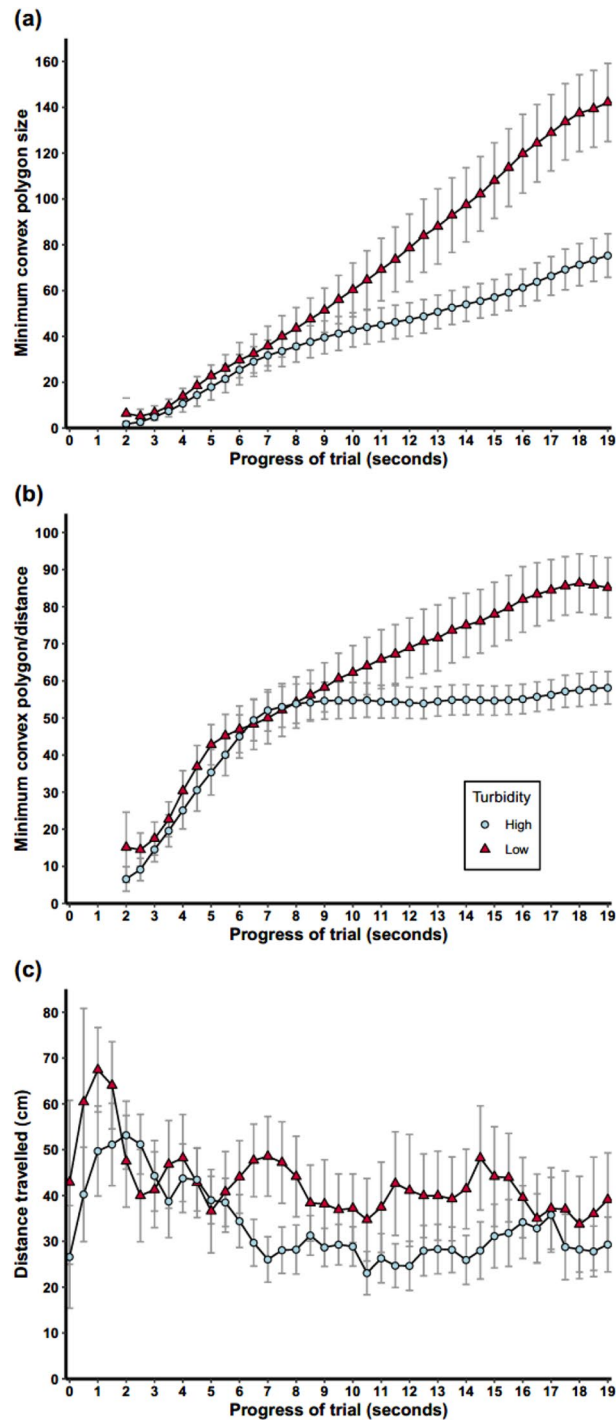 (a)
Minimum convex polygon size
160
140
120
100
80
60
40
20
0
0 1 2 3 4 5 6 7 8 9 10 11 12 13 14 15 16 17 18 19
Progress of trial (seconds)
(b)
Minimum convex polygon/distance
100
90
80
70
60
50
40
30
20
10
0
Turbidity
High
Low
0 1 2 3 4 5 6 7 8 9 10 11 12 13 14 15 16 17 18 19
Progress of trial (seconds)
(c)
Distance travelled (cm)
80
70
60
50
40
30
20
10
0
0 1 2 3 4 5 6 7 8 9 10 11 12 13 14 15 16 17 18 19
Progress of trial (seconds)